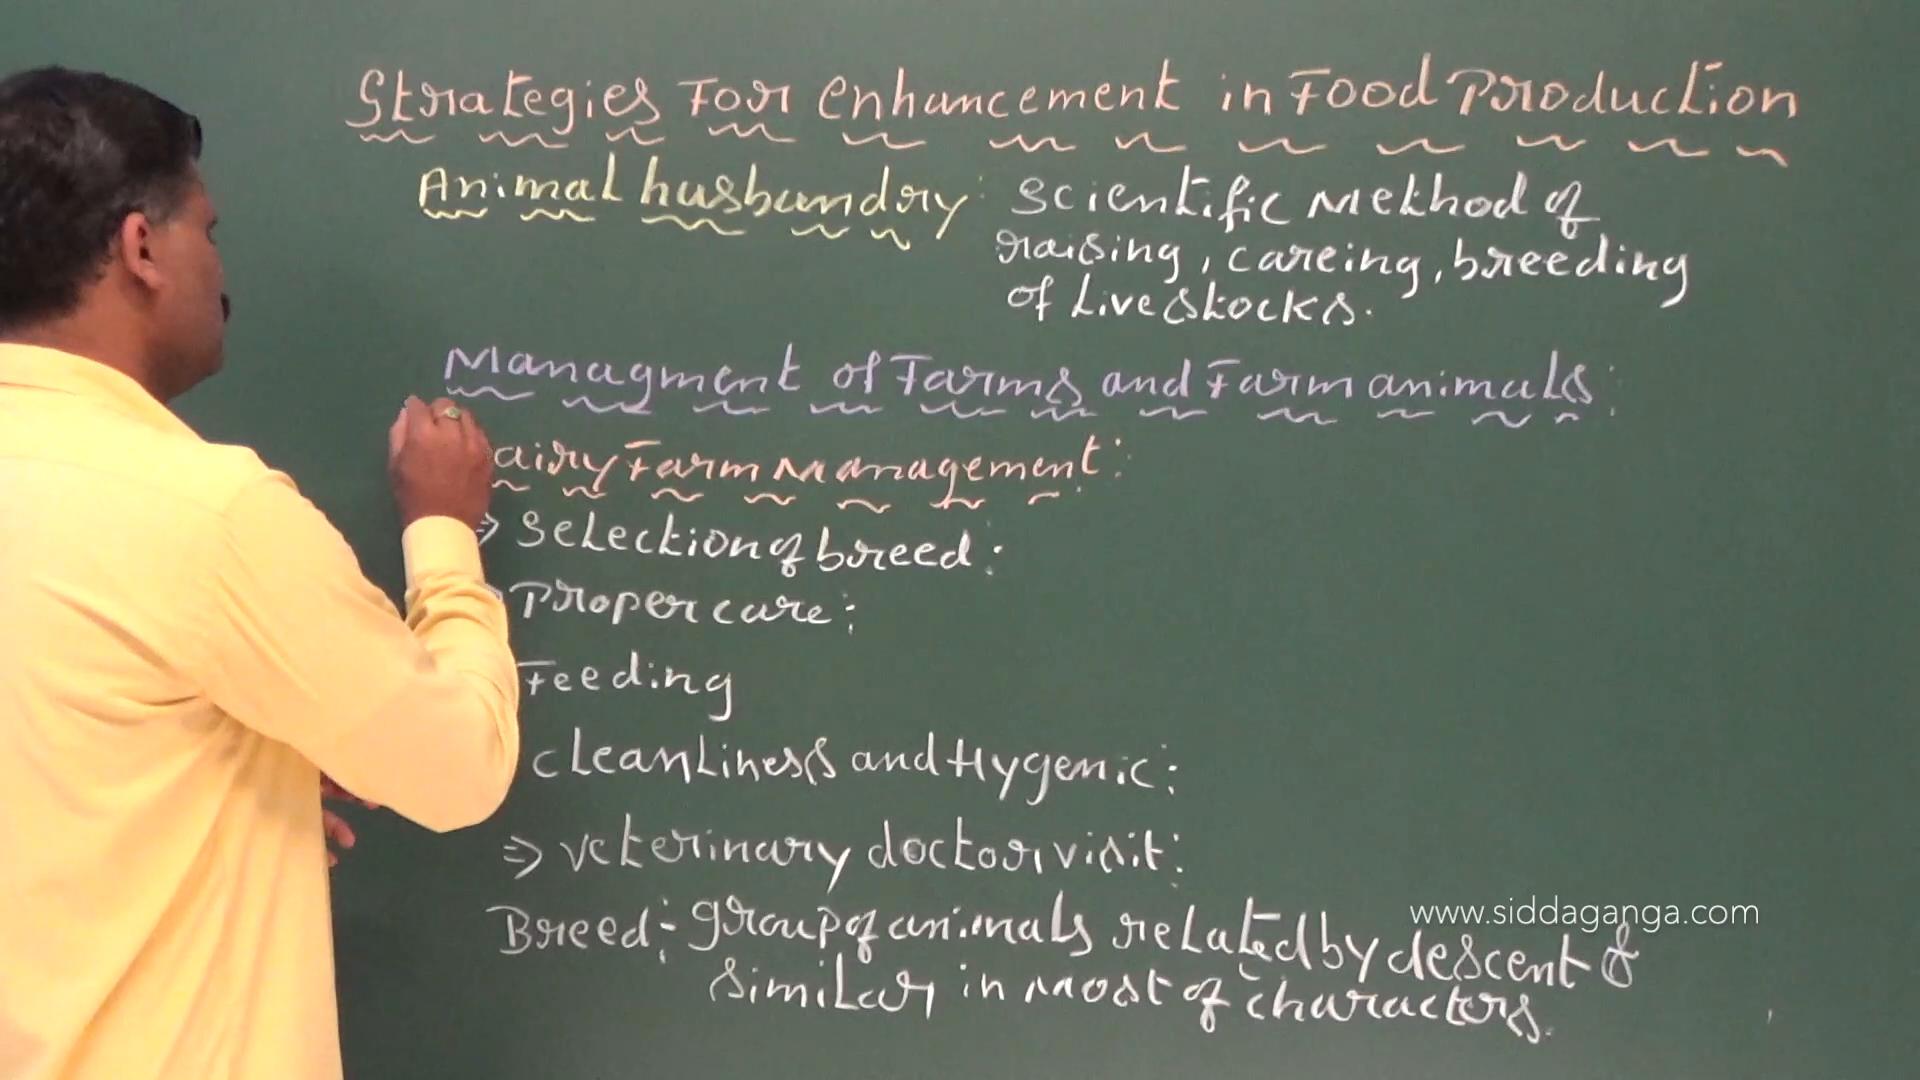 Strategies For enhancement in Food Production
Animal husbandry: Scientific Method of
raising, careing, breeding
of Livestocks.
Managment of Farms and Farm animals:
airy Farm Management:
⇒ Selection of breed:
Proper care:
Feeding
cleanliness and Hygenic:
⇒ veterinary doctor visit:
Breed:- group of animals related by descent &
similar in most of characters.
www.siddaganga.com